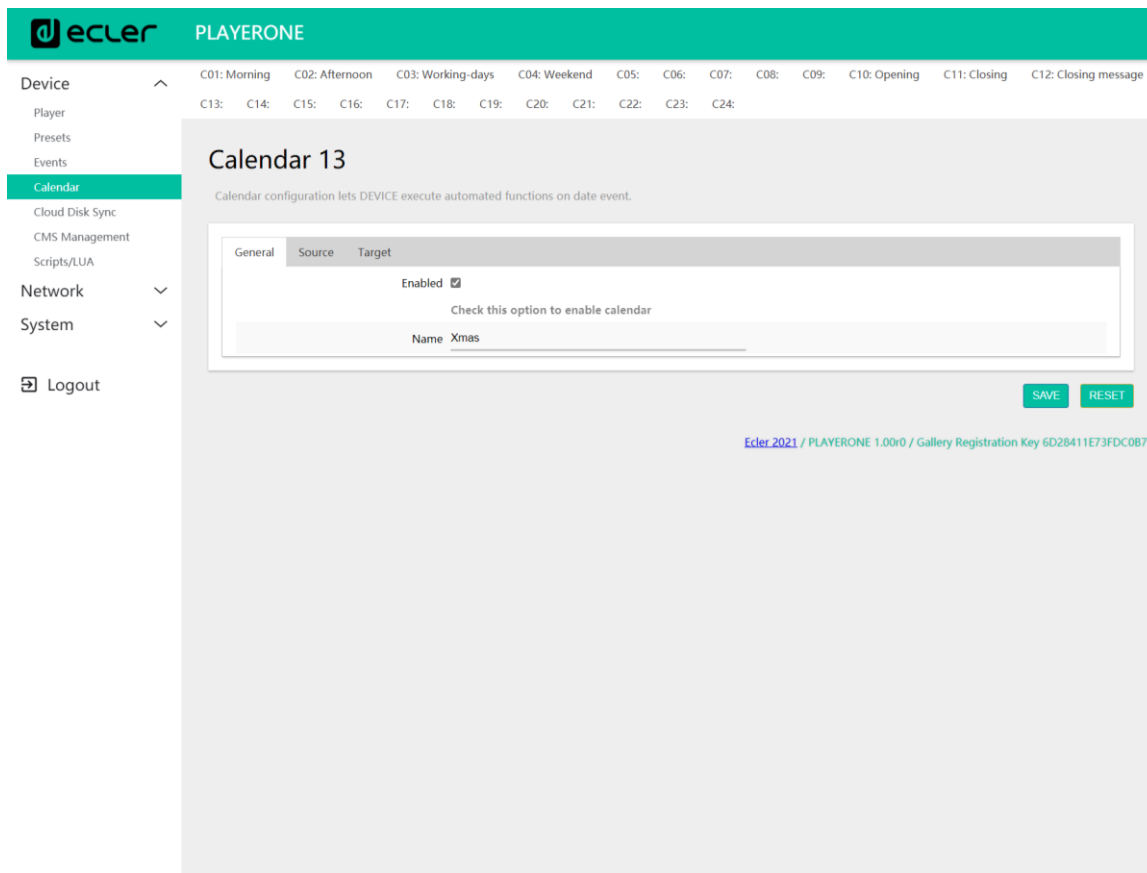 ecler
PLAYERONE
Device
Player
Presets
Events
Calendar
Cloud Disk Sync
CMS Management
Scripts/LUA
Network
System
Logout
C01: Morning C02: Afternoon C03: Working-days C04: Weekend C05: C06: C07: C08: C09: C10: Opening C11: Closing C12: Closing message
C13: C14: C15: C16: C17: C18: C19: C20: C21: C22: C23: C24:
Calendar 13
Calendar configuration lets DEVICE execute automated functions on date event.
General Source Target
Enabled
Check this option to enable calendar
Name Xmas
SAVE RESET
Ecler 2021 / PLAYERONE 1.00r0 / Gallery Registration Key 6D28411E73FDC0B7